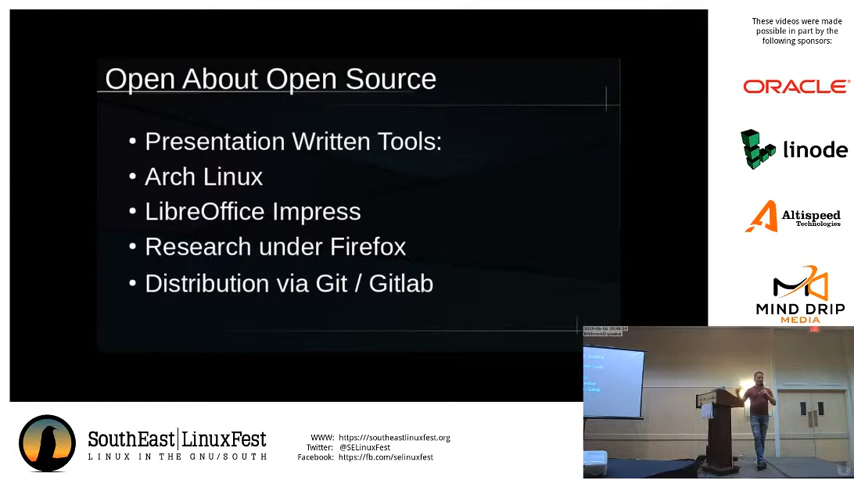 These videos were made
possible in part by the
following sponsors:
Open About Open Source
• Presentation Written Tools:
• Arch Linux
• LibreOffice Impress
• Research under Firefox
• Distribution via Git / Gitlab
ORACLE
linode
Altispeed
Technologies
MIND DRIP
MEDIA
SouthEast|LinuxFest
LINUX IN THE GNU/SOUTH
WWW: https://southeastlinuxfest.org
Twitter: @SELinuxFest
Facebook: https://fb.com/selinuxfest